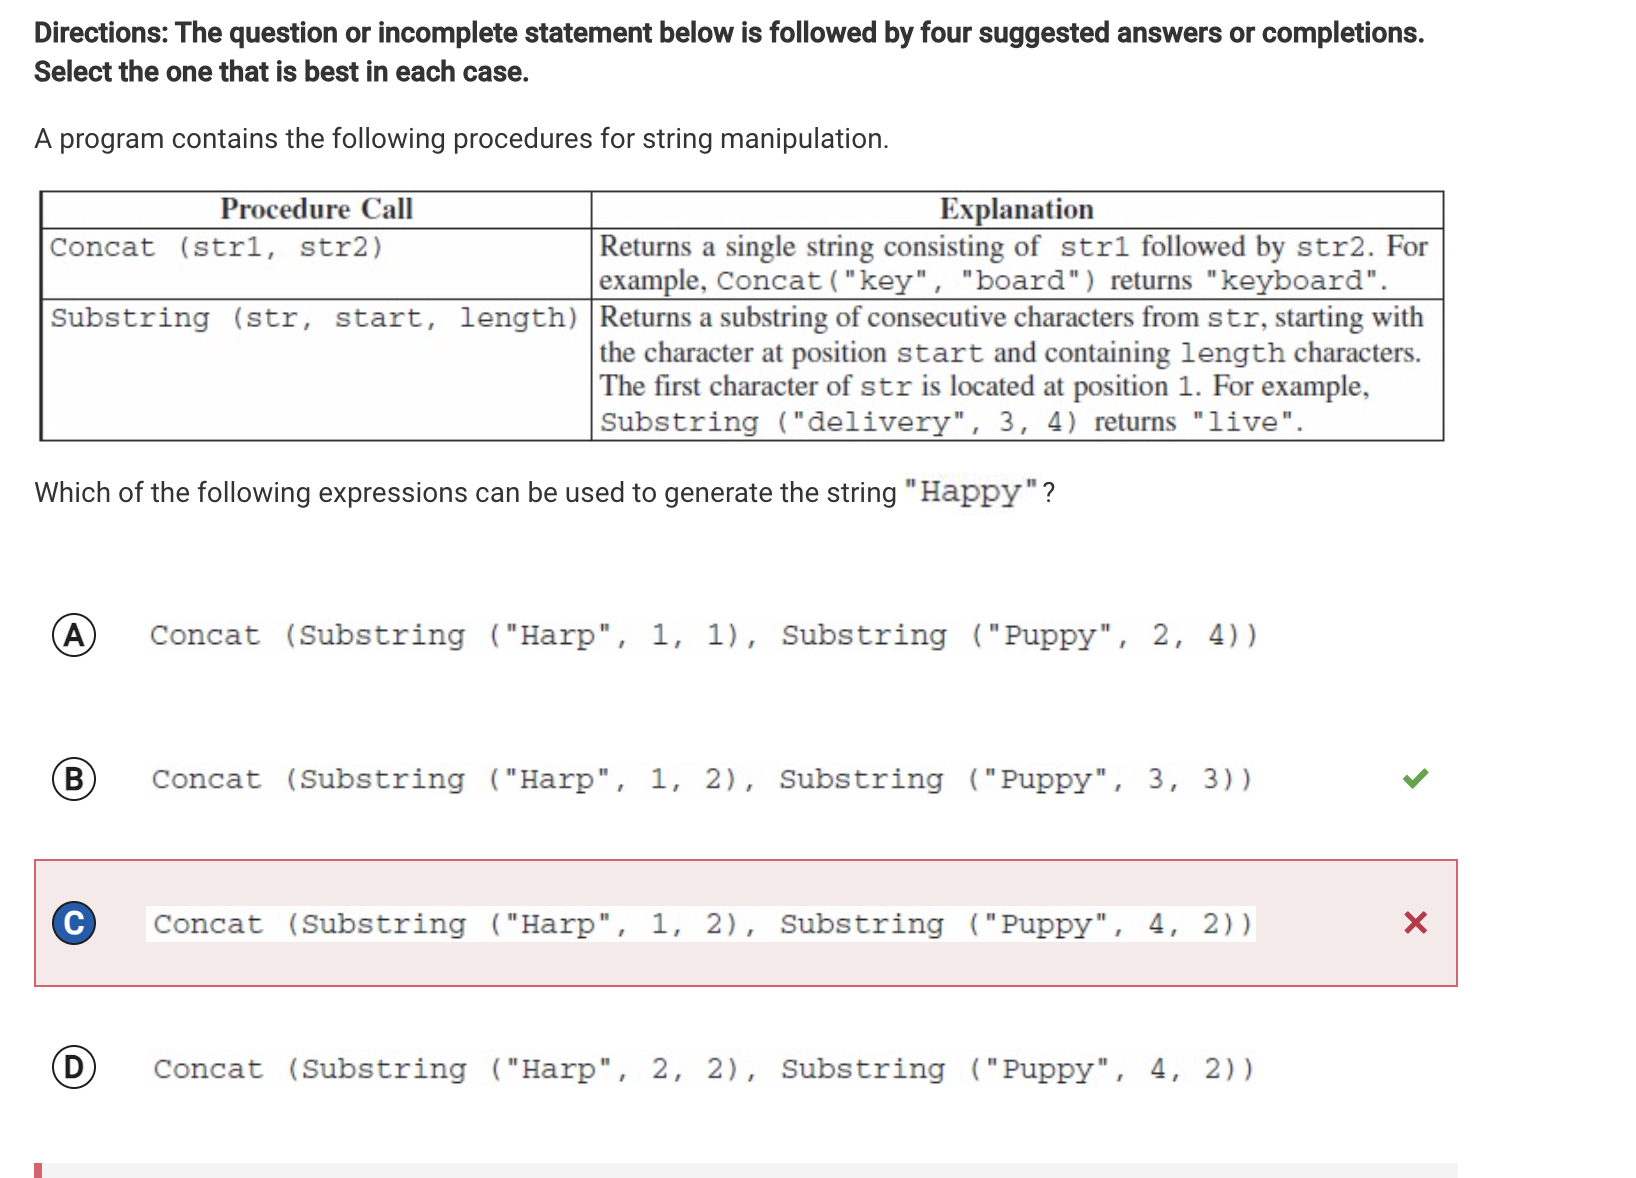 Directions: The question or incomplete statement below is followed by four suggested answers or completions.
Select the one that is best in each case.
A program contains the following procedures for string manipulation.
Procedure Call
Explanation
Concat (str1, str2)
Returns a single string consisting of str1 followed by str2. For
example, Concat("key", "board") returns "keyboard".
Substring (str, start, length)
Returns a substring of consecutive characters from str, starting with
the character at position start and containing length characters.
The first character of str is located at position 1. For example,
Substring ("delivery", 3, 4) returns "live".
Which of the following expressions can be used to generate the string "Happy"?
A Concat (Substring ("Harp", 1, 1), Substring ("Puppy", 2, 4))
B Concat (Substring ("Harp", 1, 2), Substring ("Puppy", 3, 3))
C Concat (Substring ("Harp", 1, 2), Substring ("Puppy", 4, 2))
D Concat (Substring ("Harp", 2, 2), Substring ("Puppy", 4, 2))